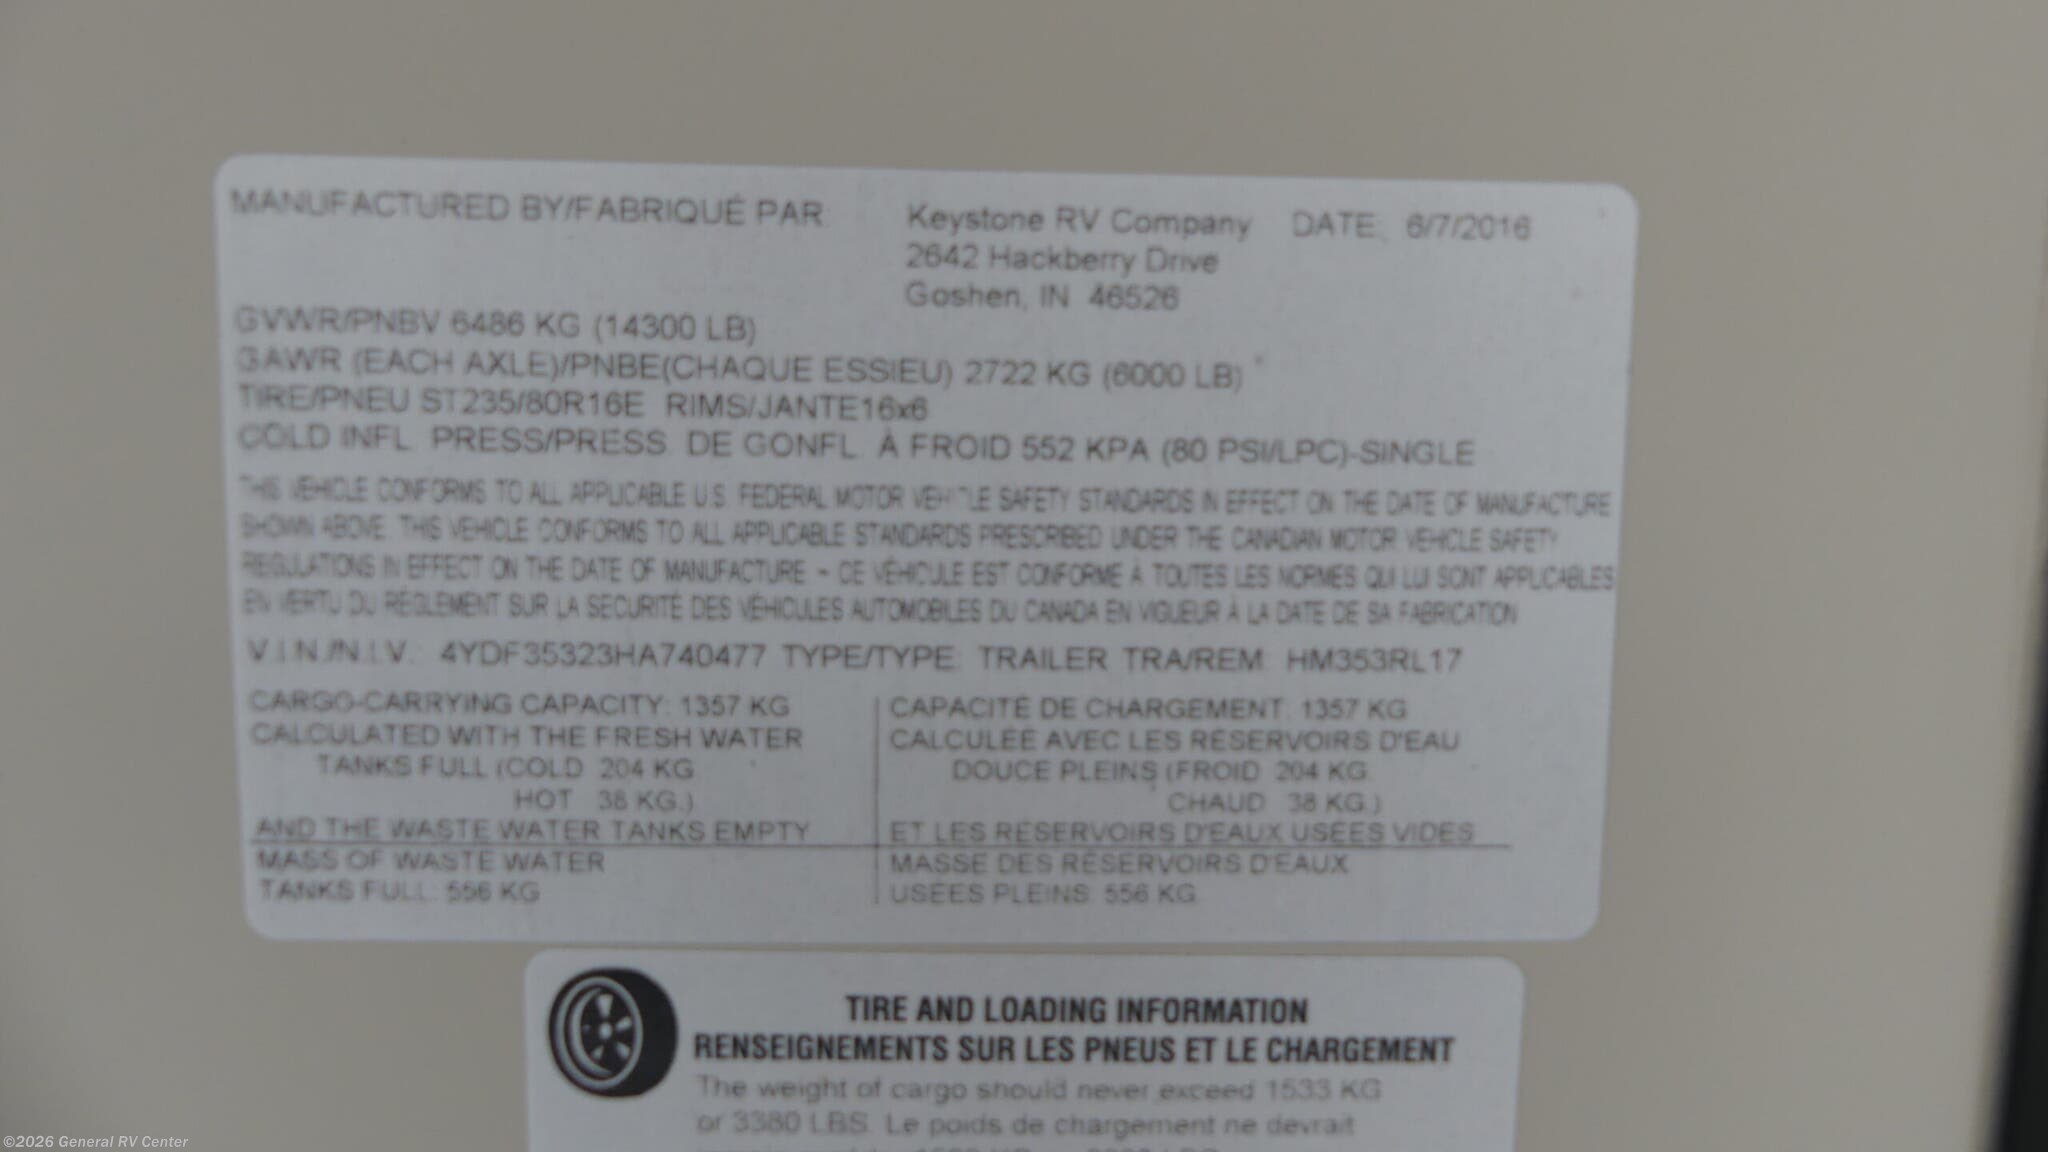 MANUFACTURED BY/FABRIQUÉ PAR Keystone RV Company DATE: 6/7/2016
2642 Hackberry Drive
Goshen, IN 46526
GVWR/PNBV 6486 KG (14300 LB)
GAWR (EACH AXLE)/PNBE(CHAQUE ESSIEU) 2722 KG (6000 LB)
TIRE/PNEU ST235/80R16E RIMS/JANTE16x6
COLD INFL. PRESS/PRESS. DE GONFL. À FROID 552 KPA (80 PSI/LPC)-SINGLE
THIS VEHICLE CONFORMS TO ALL APPLICABLE U.S. FEDERAL MOTOR VEHICLE SAFETY STANDARDS IN EFFECT ON THE DATE OF MANUFACTURE
SHOWN ABOVE. THIS VEHICLE CONFORMS TO ALL APPLICABLE STANDARDS PRESCRIBED UNDER THE CANADIAN MOTOR VEHICLE SAFETY
REGULATIONS IN EFFECT ON THE DATE OF MANUFACTURE - CE VÉHICULE EST CONFORME À TOUTES LES NORMES QUI LUI SONT APPLICABLES
EN VERTU DU RÉGLEMENT SUR LA SÉCURITÉ DES VÉHICULES AUTOMOBILES DU CANADA EN VIGUEUR À LA DATE DE SA FABRICATION
V.I.N./N.I.V.: 4YDF35323HA740477 TYPE/TYPE: TRAILER TRA/REM: HM353RL17
CARGO-CARRYING CAPACITY: 1357 KG
CALCULATED WITH THE FRESH WATER
TANKS FULL (COLD 204 KG.
HOT 38 KG.)
AND THE WASTE WATER TANKS EMPTY
MASS OF WASTE WATER
TANKS FULL: 556 KG
CAPACITÉ DE CHARGEMENT: 1357 KG
CALCULÉE AVEC LES RÉSERVOIRS D'EAU
DOUCE PLEINS (FROID 204 KG.
CHAUD 38 KG.)
ET LES RÉSERVOIRS D'EAUX USÉES VIDES
MASSE DES RÉSERVOIRS D'EAUX
USÉES PLEINS: 556 KG.
TIRE AND LOADING INFORMATION
RENSEIGNEMENTS SUR LES PNEUS ET LE CHARGEMENT
The weight of cargo should never exceed 1533 KG
or 3380 LBS. Le poids de chargement ne devrait
©2026 General RV Center